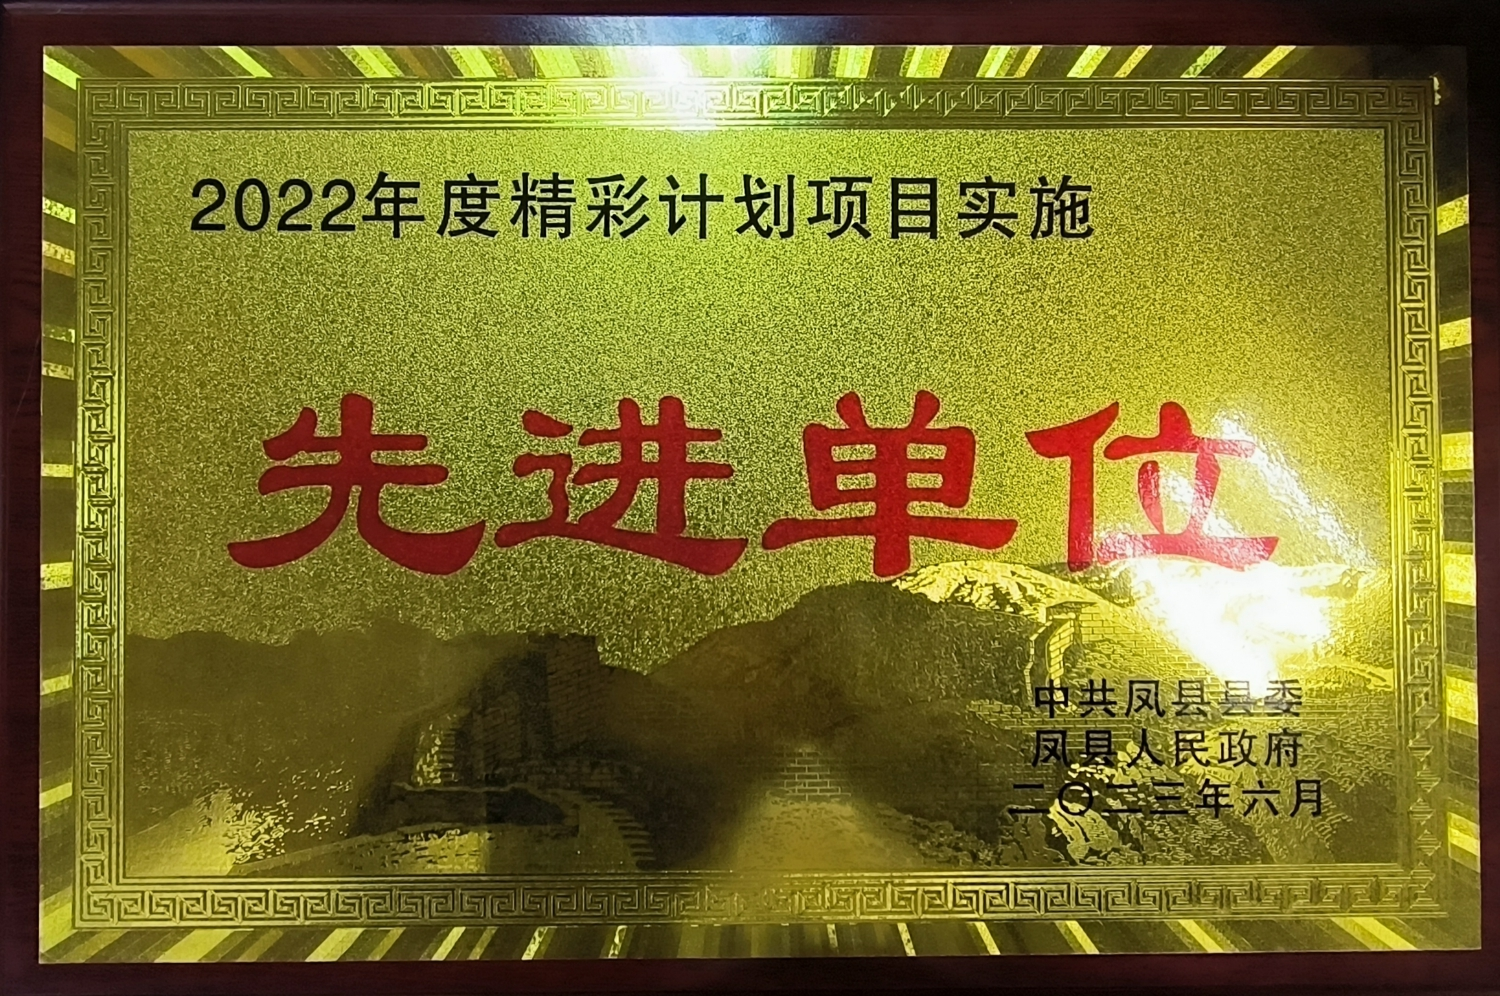 2022年度精彩计划项目实施
先进单位
中共凤县县委
凤县人民政府
二〇二三年六月